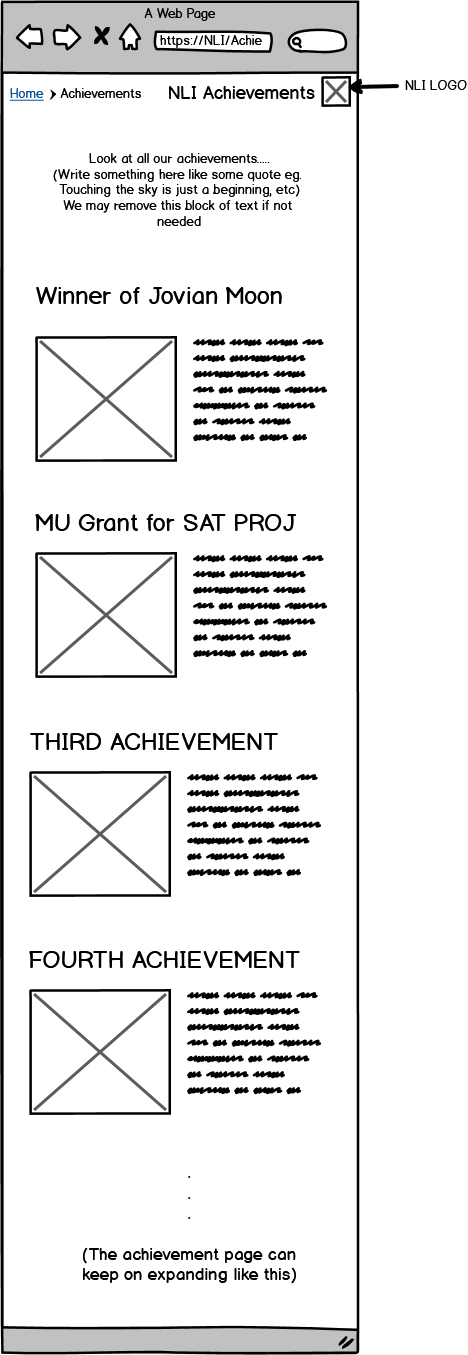 A Web Page
https://NLI/Achie
Home Achievements NLI Achievements
NLI LOGO
Look at all our achievements.....
(Write something here like some quote eg.
Touching the sky is just a beginning, etc)
We may remove this block of text if not
needed
Winner of Jovian Moon
MU Grant for SAT PROJ
THIRD ACHIEVEMENT
FOURTH ACHIEVEMENT
.
.
.
(The achievement page can
keep on expanding like this)